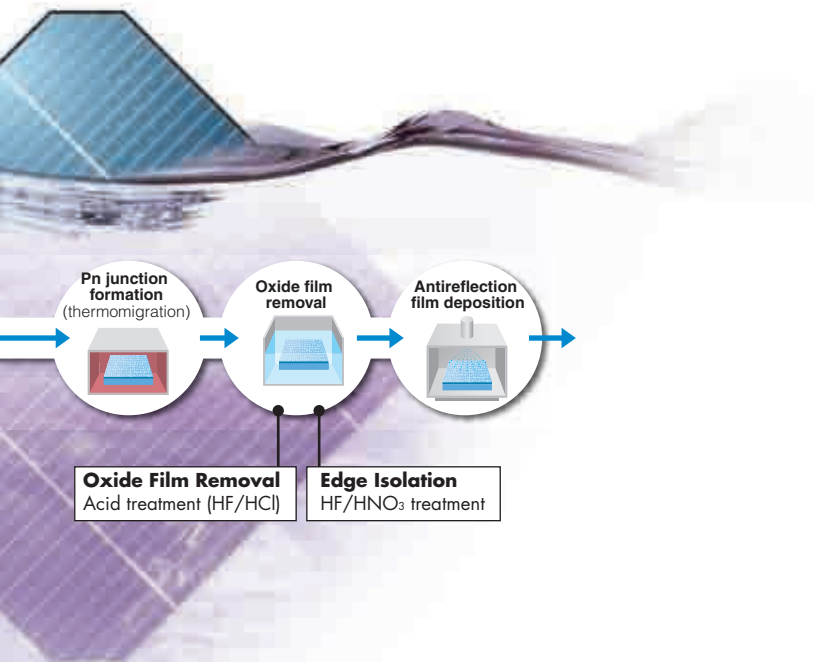 Pn junction
formation
(thermomigration)
Oxide film
removal
Antireflection
film deposition
Oxide Film Removal
Acid treatment (HF/HCl)
Edge Isolation
HF/HNO₃ treatment